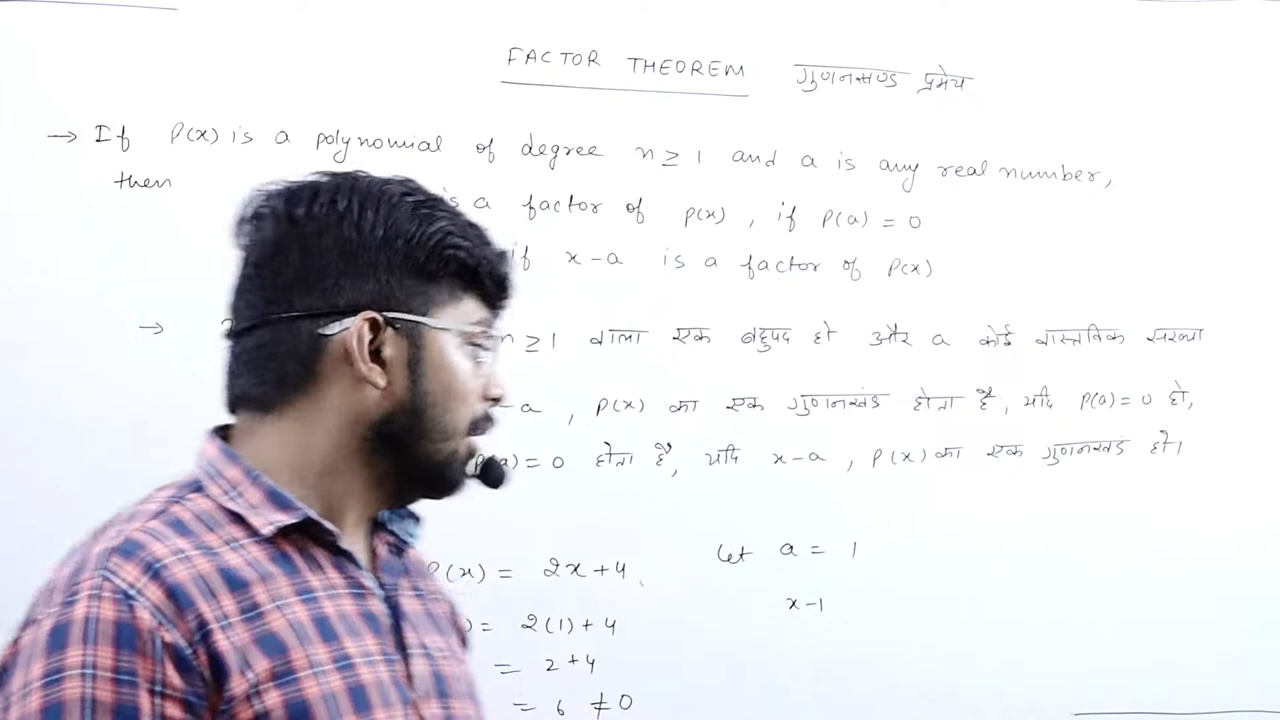 FACTOR THEOREM गुणनखण्ड प्रमेय
→ If P(x) is a polynomial of degree n ≥ 1 and a is any real number,
then is a factor of p(x), if P(a) = 0
if x-a is a factor of P(x)
→ n ≥ 1 वाला एक बहुपद हो और a कोई वास्तविक संख्या
-a, P(x) का एक गुणनखंड होता है, यदि P(a) = 0 हो,
P(a) = 0 होता है, यदि x-a, P(x) का एक गुणनखंड हो।
Let a = 1
P(x) = 2x+4
x-1
) = 2(1)+4
= 2+4
= 6 ≠0